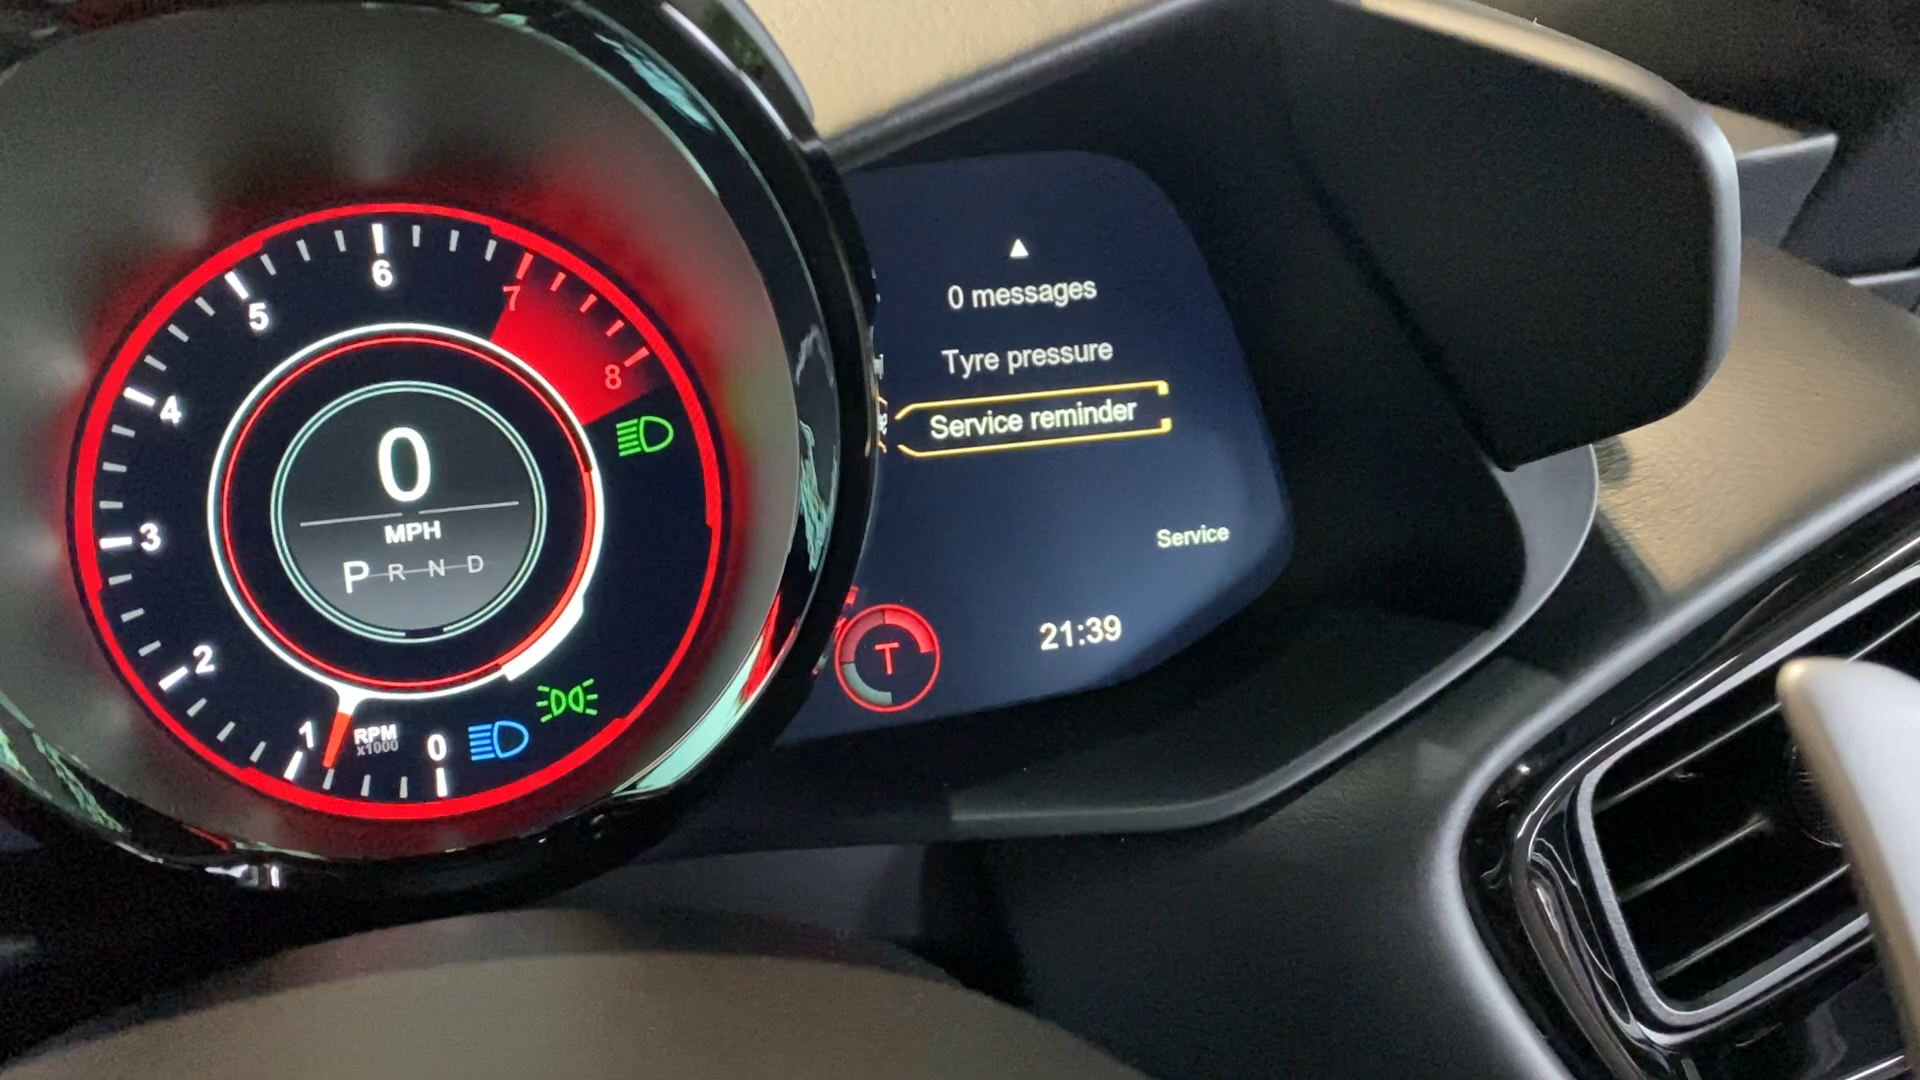 6
5
7
4
8
0
MPH
3
P R N D
2
1
RPM
x1000
0
0 messages
Tyre pressure
Service reminder
Service
21:39
T